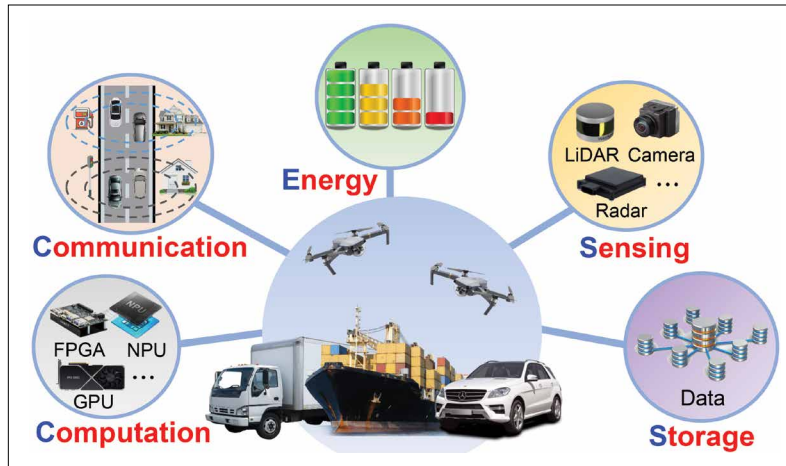 Energy
Communication
LiDAR Camera
Radar ...
Sensing
FPGA NPU
NPU
GPU ...
Computation
Data
Storage